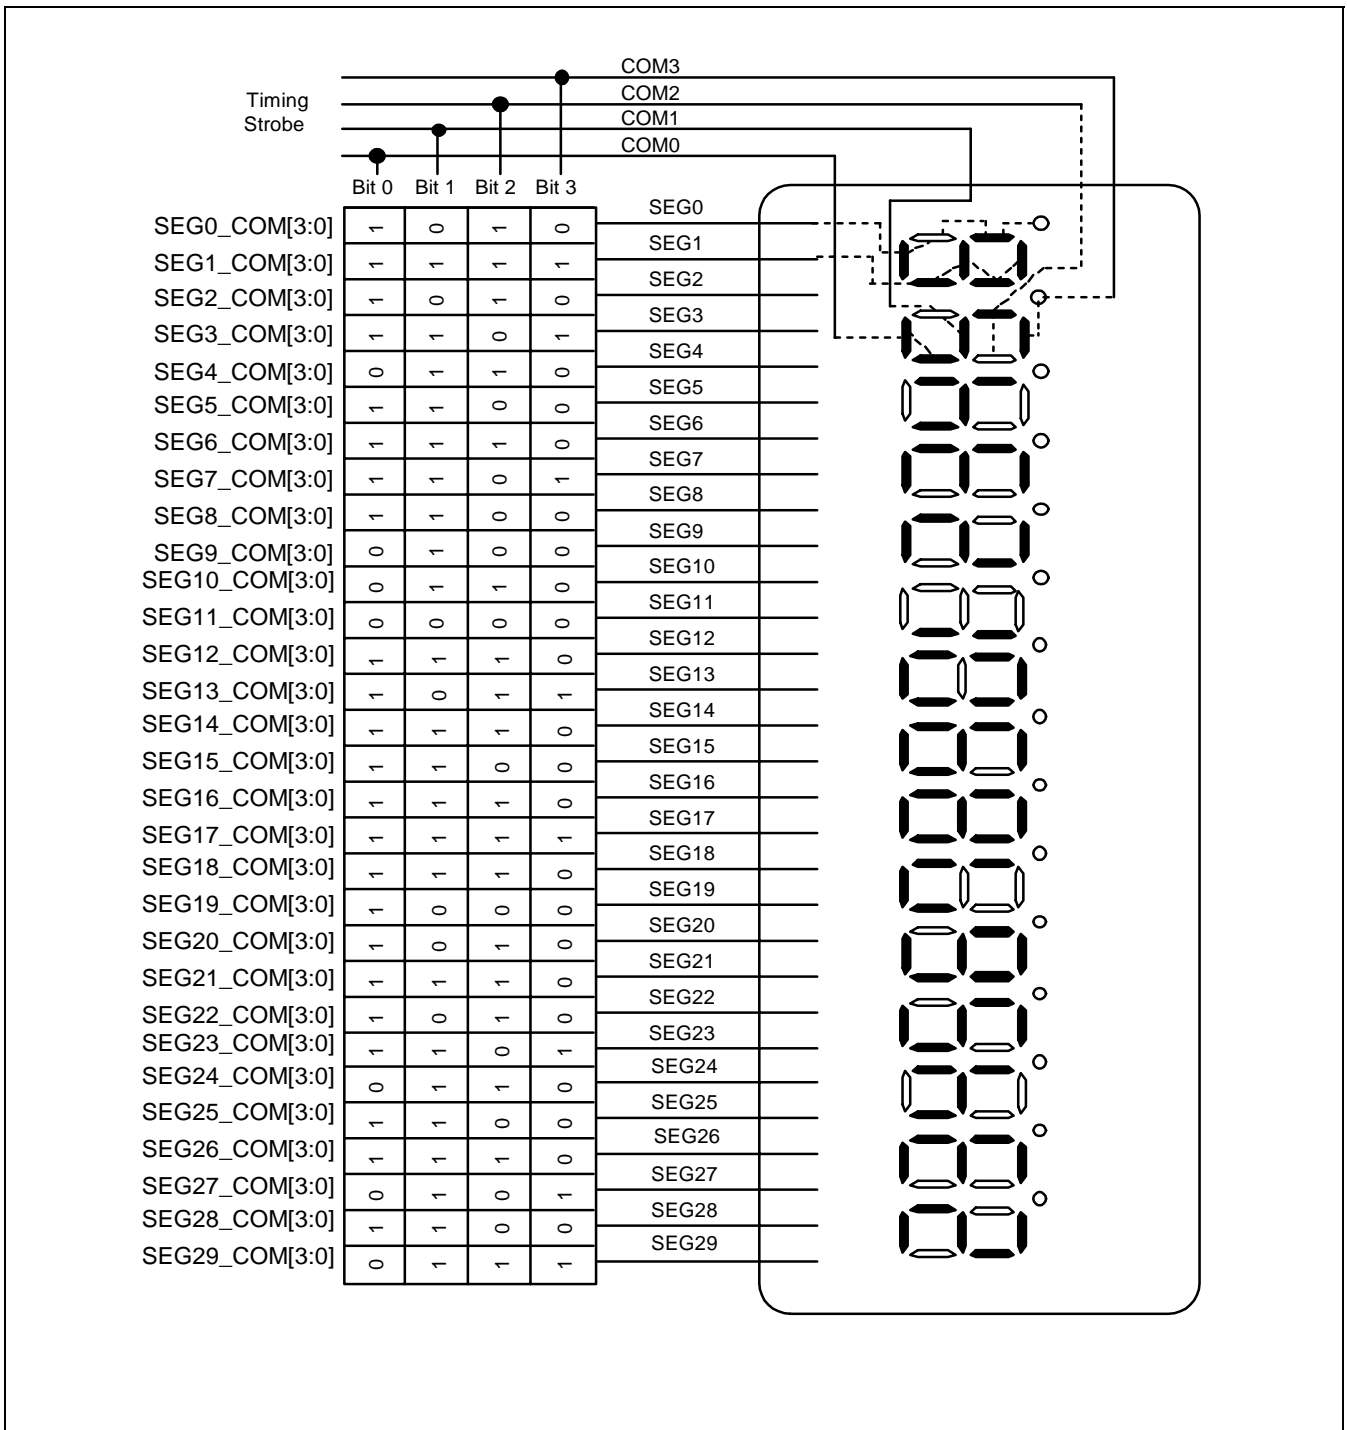 COM3
Timing COM2
Strobe COM1
COM0
Bit 0 Bit 1 Bit 2 Bit 3
SEG0_COM[3:0] 1 0 1 0 SEG0
SEG1_COM[3:0] 1 1 1 1 SEG1
SEG2_COM[3:0] 1 0 1 0 SEG2
SEG3_COM[3:0] 1 1 0 1 SEG3
SEG4_COM[3:0] 0 1 1 0 SEG4
SEG5_COM[3:0] 1 1 0 0 SEG5
SEG6_COM[3:0] 1 1 1 0 SEG6
SEG7_COM[3:0] 1 1 0 1 SEG7
SEG8_COM[3:0] 1 1 0 0 SEG8
SEG9_COM[3:0] 0 1 0 0 SEG9
SEG10_COM[3:0] 0 1 1 0 SEG10
SEG11_COM[3:0] 0 0 0 0 SEG11
SEG12_COM[3:0] 1 1 1 0 SEG12
SEG13_COM[3:0] 1 0 1 1 SEG13
SEG14_COM[3:0] 1 1 1 0 SEG14
SEG15_COM[3:0] 1 1 0 0 SEG15
SEG16_COM[3:0] 1 1 1 0 SEG16
SEG17_COM[3:0] 1 1 1 1 SEG17
SEG18_COM[3:0] 1 1 1 0 SEG18
SEG19_COM[3:0] 1 0 0 0 SEG19
SEG20_COM[3:0] 1 0 1 0 SEG20
SEG21_COM[3:0] 1 1 1 0 SEG21
SEG22_COM[3:0] 1 0 1 0 SEG22
SEG23_COM[3:0] 1 1 0 1 SEG23
SEG24_COM[3:0] 0 1 1 0 SEG24
SEG25_COM[3:0] 1 1 0 0 SEG25
SEG26_COM[3:0] 1 1 1 0 SEG26
SEG27_COM[3:0] 0 1 0 1 SEG27
SEG28_COM[3:0] 1 1 0 0 SEG28
SEG29_COM[3:0] 0 1 1 1 SEG29